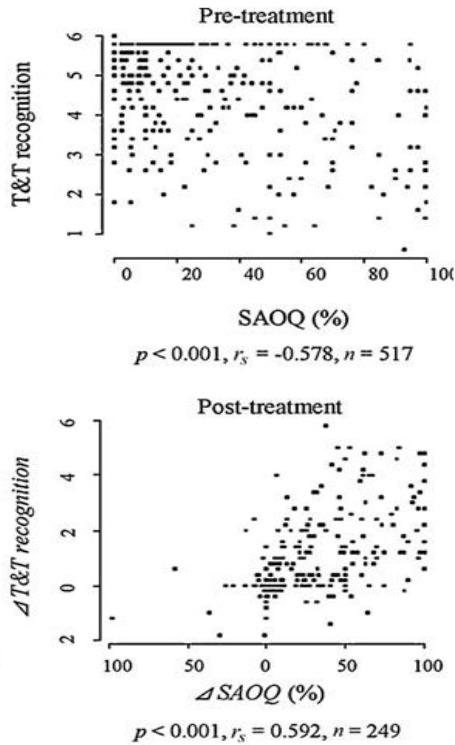 Pre-treatment
6
5
4
3
2
1
T&T recognition
0 20 40 60 80 100
SAOQ (%)
p < 0.001, rs = -0.578, n = 517
Post-treatment
6
4
2
0
2
ΔT&T recognition
100 50 0 50 100
ΔSAOQ (%)
p < 0.001, rs = 0.592, n = 249